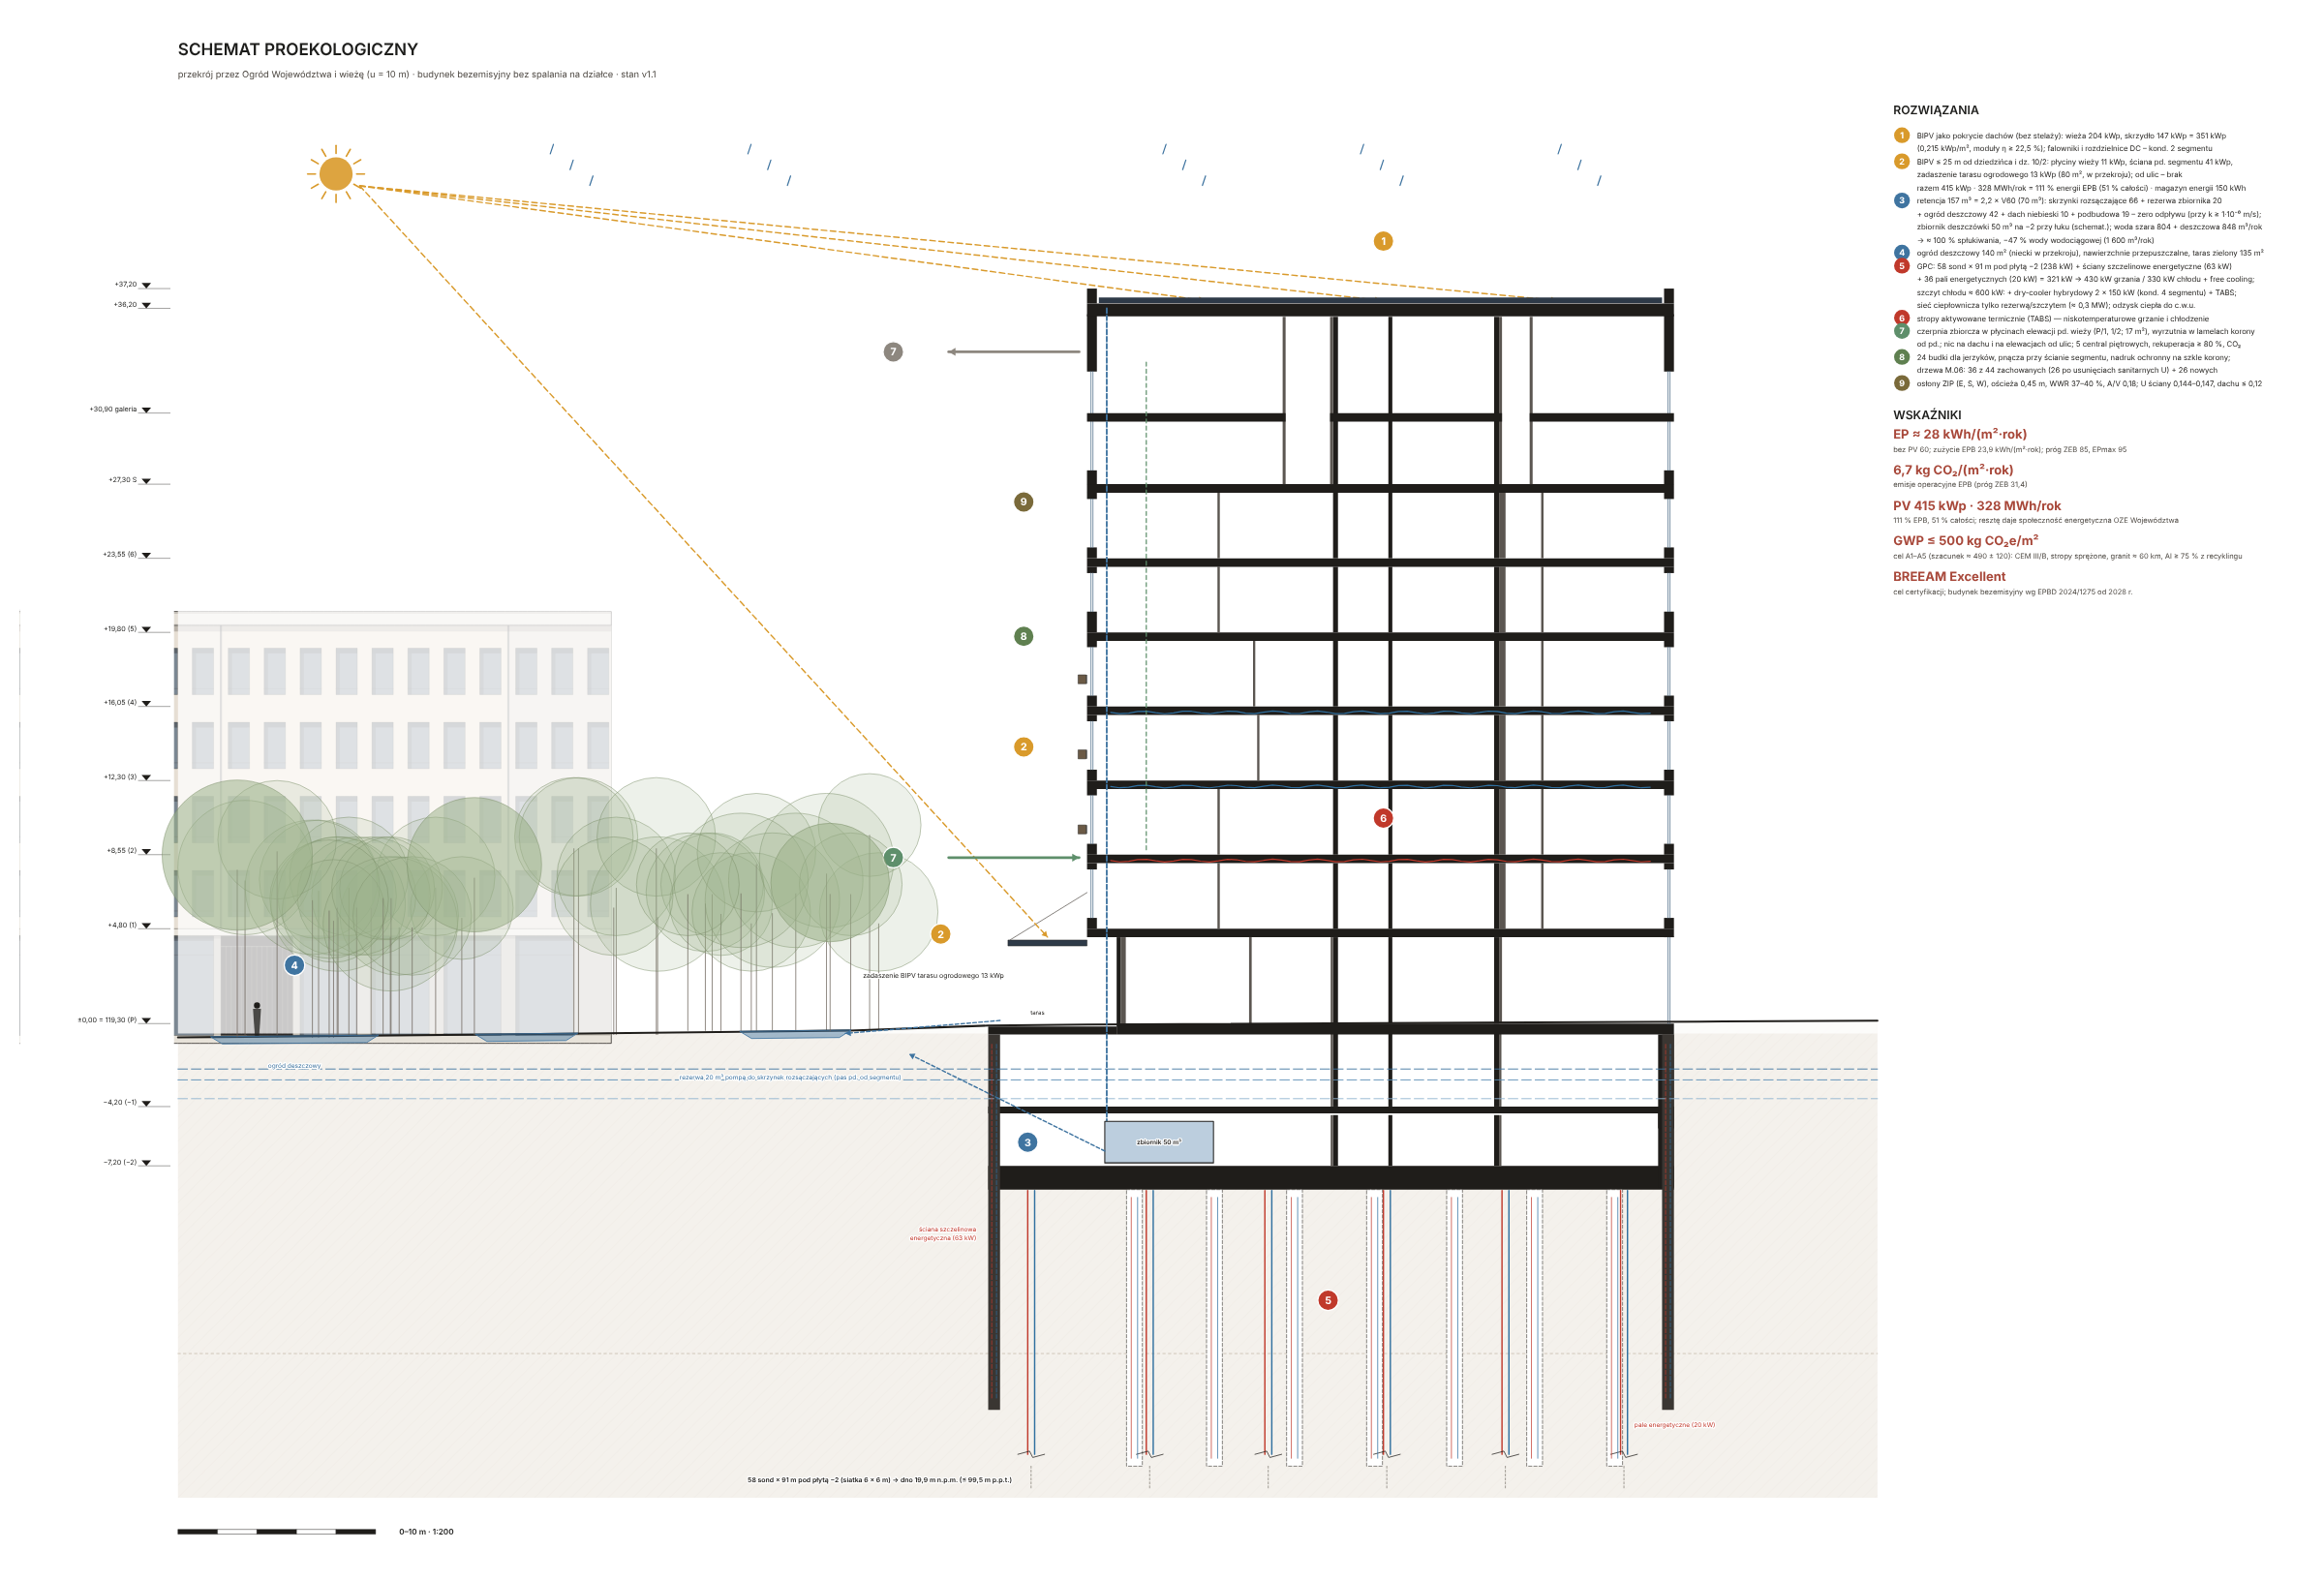 SCHEMAT PROEKOLOGICZNY
przekrój przez Ogród Województwa i wieżę (u = 10 m) · budynek bezemisyjny bez spalania na działce · stan v1.1
ROZWIĄZANIA
1 BIPV jako pokrycie dachów (bez stelaży): wieża 204 kWp, skrzydło 147 kWp = 351 kWp
(0,215 kWp/m², moduły η ≥ 22,5 %); falowniki i rozdzielnice DC – kond. 2 segmentu
2 BIPV ≤ 25 m od dziedzińca i dz. 10/2: płyciny wieży 11 kWp, ściana pd. segmentu 41 kWp,
zadaszenie tarasu ogrodowego 13 kWp (80 m², w przekroju); od ulic – brak
razem 415 kWp · 328 MWh/rok = 111 % energii EPB (51 % całości) · magazyn energii 150 kWh
3 retencja 157 m³ = 2,2 × V60 (70 m³): skrzynki rozsączające 66 + rezerwa zbiornika 20
+ ogród deszczowy 42 + dach niebieski 10 + podbudowa 19 – zero odpływu (przy k ≥ 1·10⁻⁶ m/s);
zbiornik deszczówki 50 m³ na −2 przy łuku (schemat.); woda szara 804 + deszczowa 848 m³/rok
→ ≈ 100 % spłukiwania, −47 % wody wodociągowej (1 600 m³/rok)
4 ogród deszczowy 140 m² (niecki w przekroju), nawierzchnie przepuszczalne, taras zielony 135 m²
5 GPC: 58 sond × 91 m pod płytą −2 (238 kW) + ściany szczelinowe energetyczne (63 kW)
+ 36 pali energetycznych (20 kW) = 321 kW → 430 kW grzania / 330 kW chłodu + free cooling;
szczyt chłodu ≈ 600 kW: + dry-cooler hybrydowy 2 × 150 kW (kond. 4 segmentu) + TABS;
sieć ciepłownicza tylko rezerwa/szczytem (≈ 0,3 MW); odzysk ciepła do c.w.u.
6 stropy aktywowane termicznie (TABS) — niskotemperaturowe grzanie i chłodzenie
7 czerpnia zbiorcza w płycinach elewacji pd. wieży (P/1, 1/2; 17 m²), wyrzutnia w lamelach korony
od pd.; nic na dachu i na elewacjach od ulic; 5 central piętrowych, rekuperacja ≥ 80 %, CO₂
8 24 budki dla jerzyków, pnącza przy ścianie segmentu, nadruk ochronny na szkle korony;
drzewa M.06: 36 z 44 zachowanych (26 po usunięciach sanitarnych U) + 26 nowych
9 osłony ZIP (E, S, W), ościeża 0,45 m, WWR 37–40 %, A/V 0,18; U ściany 0,144–0,147, dachu ≤ 0,12
WSKAŹNIKI
EP ≈ 28 kWh/(m²·rok)
bez PV 60; zużycie EPB 23,9 kWh/(m²·rok); próg ZEB 85, EPmax 95
6,7 kg CO₂/(m²·rok)
emisje operacyjne EPB (próg ZEB 31,4)
PV 415 kWp · 328 MWh/rok
111 % EPB, 51 % całości; resztę daje społeczność energetyczna OZE Województwa
GWP ≤ 500 kg CO₂e/m²
cel A1–A5 (szacunek ≈ 490 ± 120): CEM III/B, stropy sprężone, granit ≈ 60 km, Al ≥ 75 % z recyklingu
BREEAM Excellent
cel certyfikacji; budynek bezemisyjny wg EPBD 2024/1275 od 2028 r.
1
+37,20
+36,20
7
+30,90 galeria
+27,30 S
9
+23,55 (6)
+19,80 (5)
8
+16,05 (4)
2
+12,30 (3)
6
+8,55 (2)
7
+4,80 (1)
2
4
zadaszenie BIPV tarasu ogrodowego 13 kWp
taras
±0,00 = 119,30 (P)
ogród deszczowy
rezerwa 20 m³ pompą do skrzynek rozsączających (pas pd. od segmentu)
−4,20 (−1)
3
zbiornik 50 m³
−7,20 (−2)
ściana szczelinowa
energetyczna (63 kW)
5
pale energetyczne (20 kW)
58 sond × 91 m pod płytą −2 (siatka 6 × 6 m) → dno 19,9 m n.p.m. (≤ 99,5 m p.p.t.)
0–10 m · 1:200